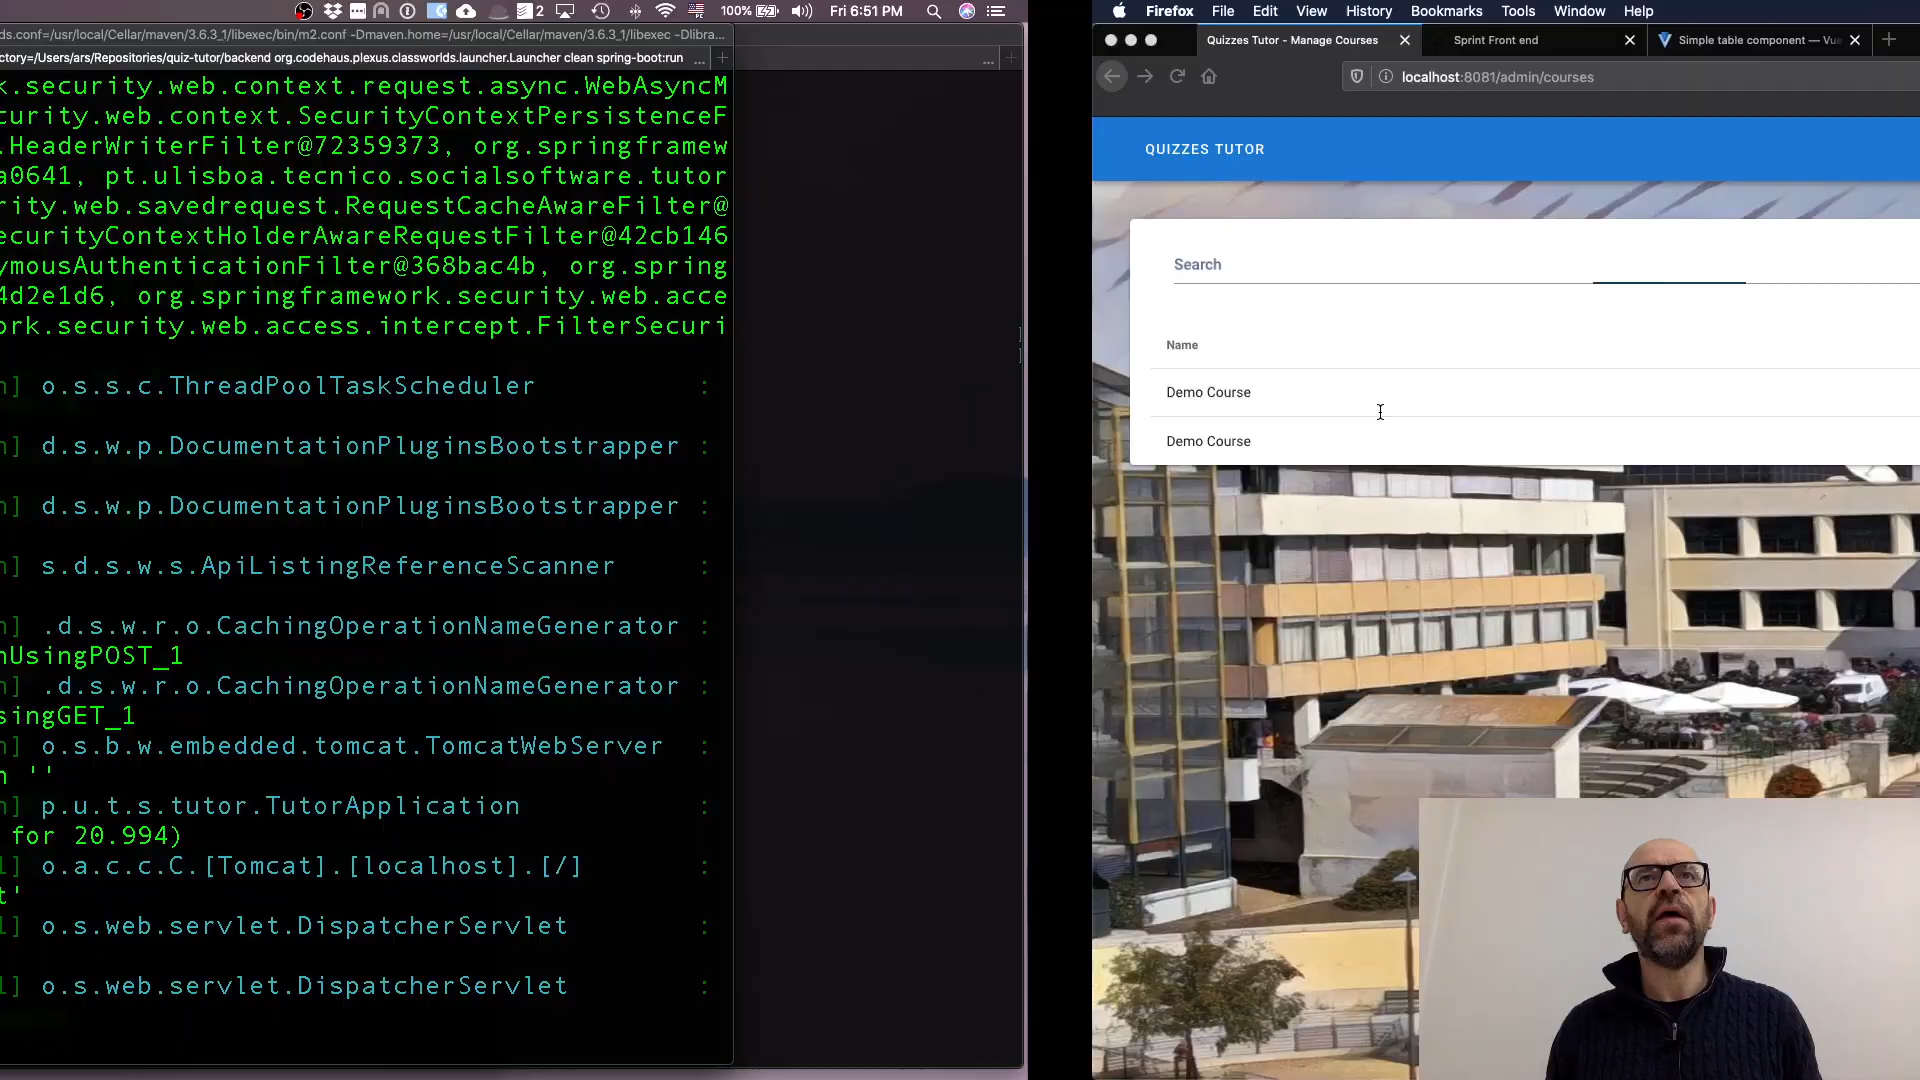 2
100%
Fri 6:51 PM
ds.conf=/usr/local/Cellar/maven/3.6.3_1/libexec/bin/m2.conf -Dmaven.home=/usr/local/Cellar/maven/3.6.3_1/libexec -Dlibra...
ctory=/Users/ars/Repositories/quiz-tutor/backend org.codehaus.plexus.classworlds.launcher.Launcher clean spring-boot:run ...
...
k.security.web.context.request.async.WebAsyncM
curity.web.context.SecurityContextPersistenceF
.HeaderWriterFilter@72359373, org.springframew
a0641, pt.ulisboa.tecnico.socialsoftware.tutor
rity.web.savedrequest.RequestCacheAwareFilter@
ecurityContextHolderAwareRequestFilter@42cb146
ymousAuthenticationFilter@368bac4b, org.spring
4d2e1d6, org.springframework.security.web.acce
ork.security.web.access.intercept.FilterSecuri
n] o.s.s.c.ThreadPoolTaskScheduler :
n] d.s.w.p.DocumentationPluginsBootstrapper :
n] d.s.w.p.DocumentationPluginsBootstrapper :
n] s.d.s.w.s.ApiListingReferenceScanner :
n] .d.s.w.r.o.CachingOperationNameGenerator :
nUsingPOST_1
n] .d.s.w.r.o.CachingOperationNameGenerator :
singGET_1
n] o.s.b.w.embedded.tomcat.TomcatWebServer :
h ''
n] p.u.t.s.tutor.TutorApplication :
for 20.994)
1] o.a.c.c.C.[Tomcat].[localhost].[/] :
t'
1] o.s.web.servlet.DispatcherServlet :
1] o.s.web.servlet.DispatcherServlet :
Firefox File Edit View History Bookmarks Tools Window Help
Quizzes Tutor - Manage Courses
Sprint Front end
Simple table component — Vue
localhost:8081/admin/courses
QUIZZES TUTOR
Search
Name
Demo Course
Demo Course